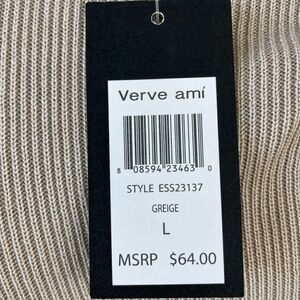 Verve amí
8 08594 23463 0
STYLE ESS23137
GREIGE
L
MSRP $64.00